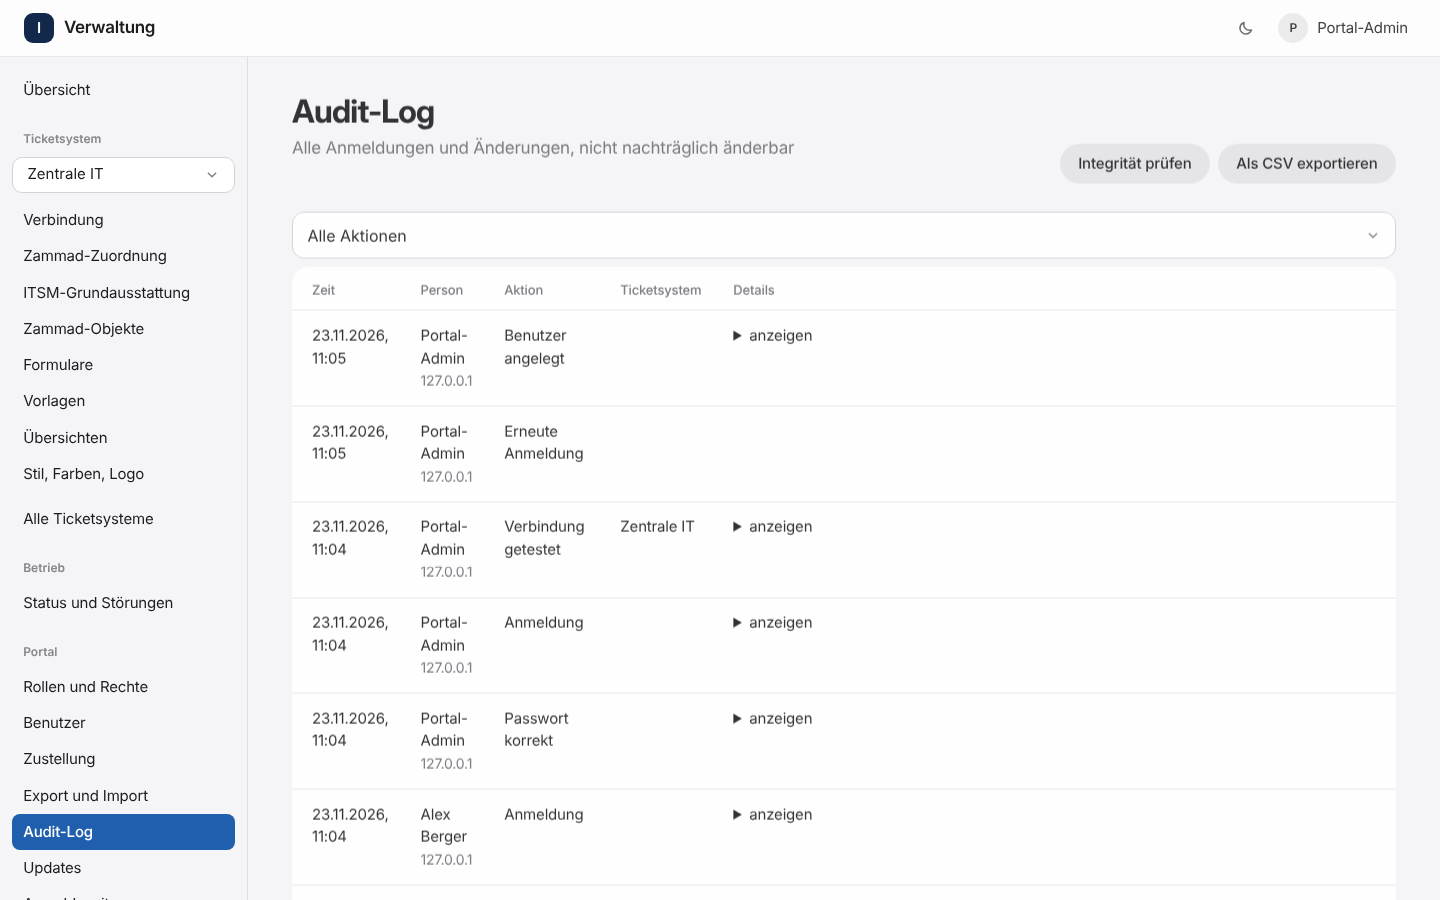 I Verwaltung
P Portal-Admin
Übersicht
Ticketsystem
Zentrale IT
Verbindung
Zammad-Zuordnung
ITSM-Grundausstattung
Zammad-Objekte
Formulare
Vorlagen
Übersichten
Stil, Farben, Logo
Alle Ticketsysteme
Betrieb
Status und Störungen
Portal
Rollen und Rechte
Benutzer
Zustellung
Export und Import
Audit-Log
Updates
Audit-Log
Alle Anmeldungen und Änderungen, nicht nachträglich änderbar
Integrität prüfen Als CSV exportieren
Alle Aktionen
Zeit Person Aktion Ticketsystem Details
23.11.2026, Portal- Benutzer ▶ anzeigen
11:05 Admin angelegt
127.0.0.1
23.11.2026, Portal- Erneute
11:05 Admin Anmeldung
127.0.0.1
23.11.2026, Portal- Verbindung Zentrale IT ▶ anzeigen
11:04 Admin getestet
127.0.0.1
23.11.2026, Portal- Anmeldung ▶ anzeigen
11:04 Admin
127.0.0.1
23.11.2026, Portal- Passwort ▶ anzeigen
11:04 Admin korrekt
127.0.0.1
23.11.2026, Alex Anmeldung ▶ anzeigen
11:04 Berger
127.0.0.1